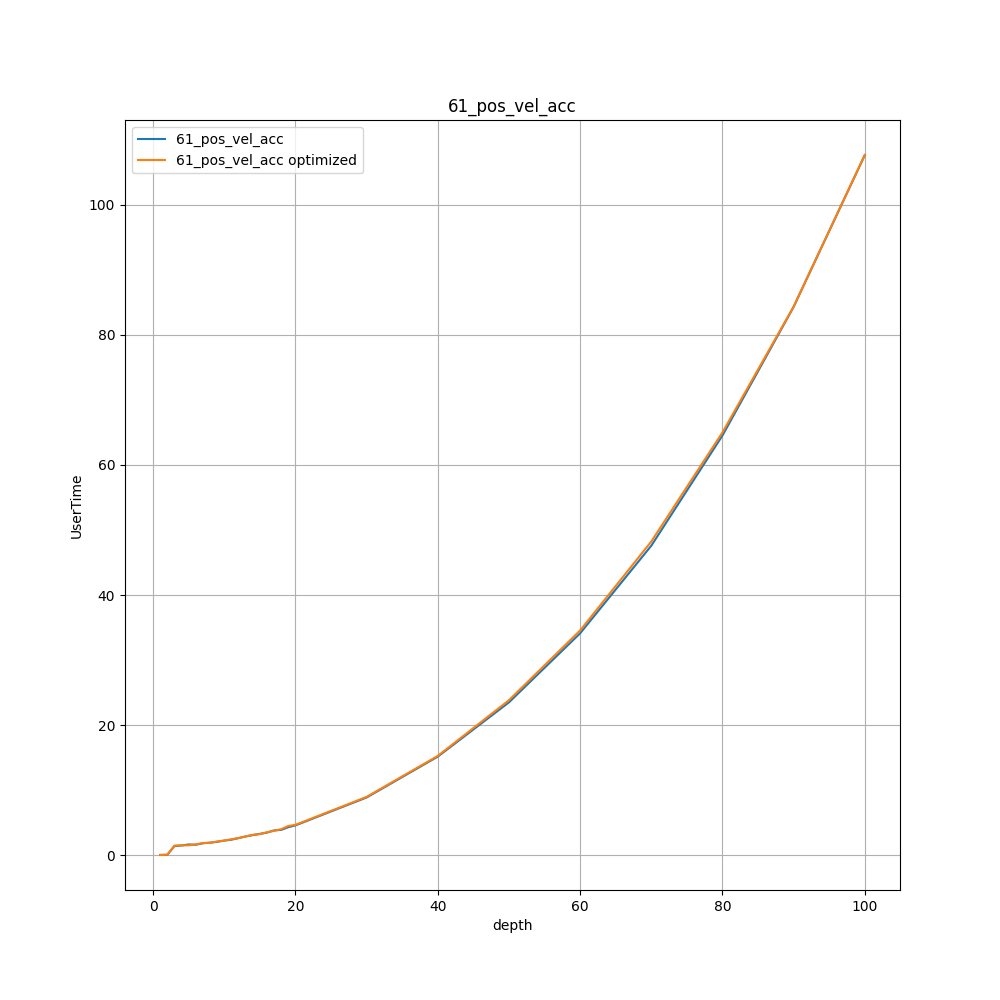 61_pos_vel_acc
61_pos_vel_acc
61_pos_vel_acc optimized
100
80
60
40
20
0
UserTime
0 20 40 60 80 100
depth